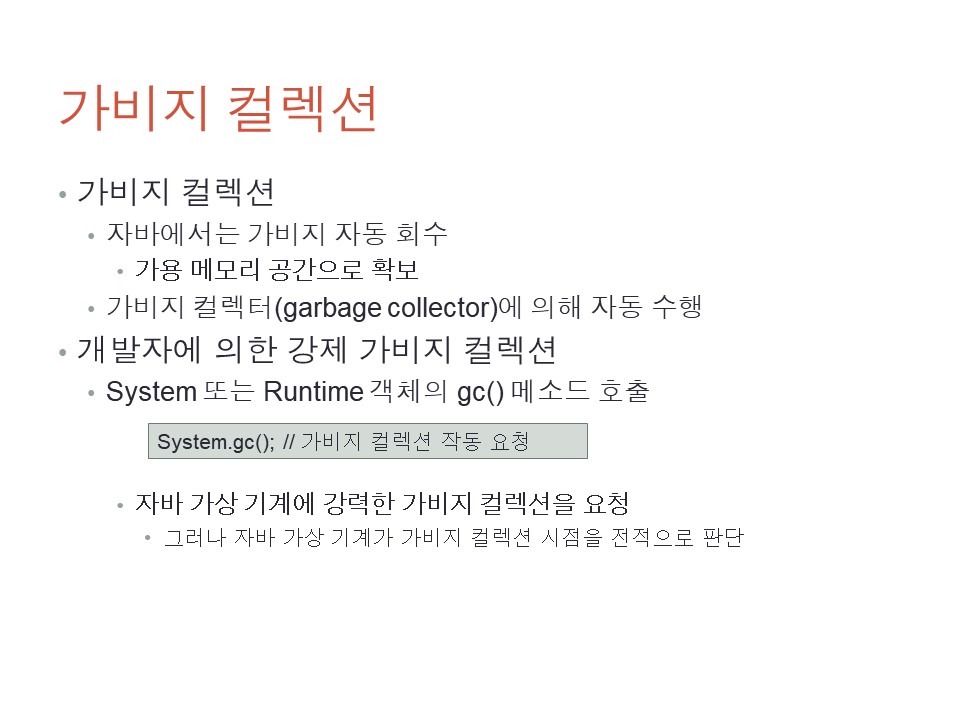 가비지 컬렉션
• 가비지 컬렉션
• 자바에서는 가비지 자동 회수
• 가용 메모리 공간으로 확보
• 가비지 컬렉터(garbage collector)에 의해 자동 수행
• 개발자에 의한 강제 가비지 컬렉션
• System 또는 Runtime 객체의 gc() 메소드 호출
System.gc(); // 가비지 컬렉션 작동 요청
• 자바 가상 기계에 강력한 가비지 컬렉션을 요청
• 그러나 자바 가상 기계가 가비지 컬렉션 시점을 전적으로 판단